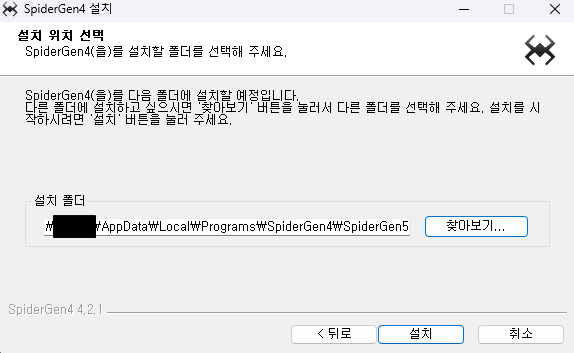 SpiderGen4 설치
설치 위치 선택
SpiderGen4(을)를 설치할 폴더를 선택해 주세요.
SpiderGen4(을)를 다음 폴더에 설치할 예정입니다.
다른 폴더에 설치하고 싶으시면 '찾아보기' 버튼을 눌러서 다른 폴더를 선택해 주세요. 설치를 시
작하시려면 '설치' 버튼을 눌러 주세요.
설치 폴더
₩ ₩AppData₩Local₩Programs₩SpiderGen4₩SpiderGen5
찾아보기...
SpiderGen4 4.2.1
< 뒤로
설치
취소